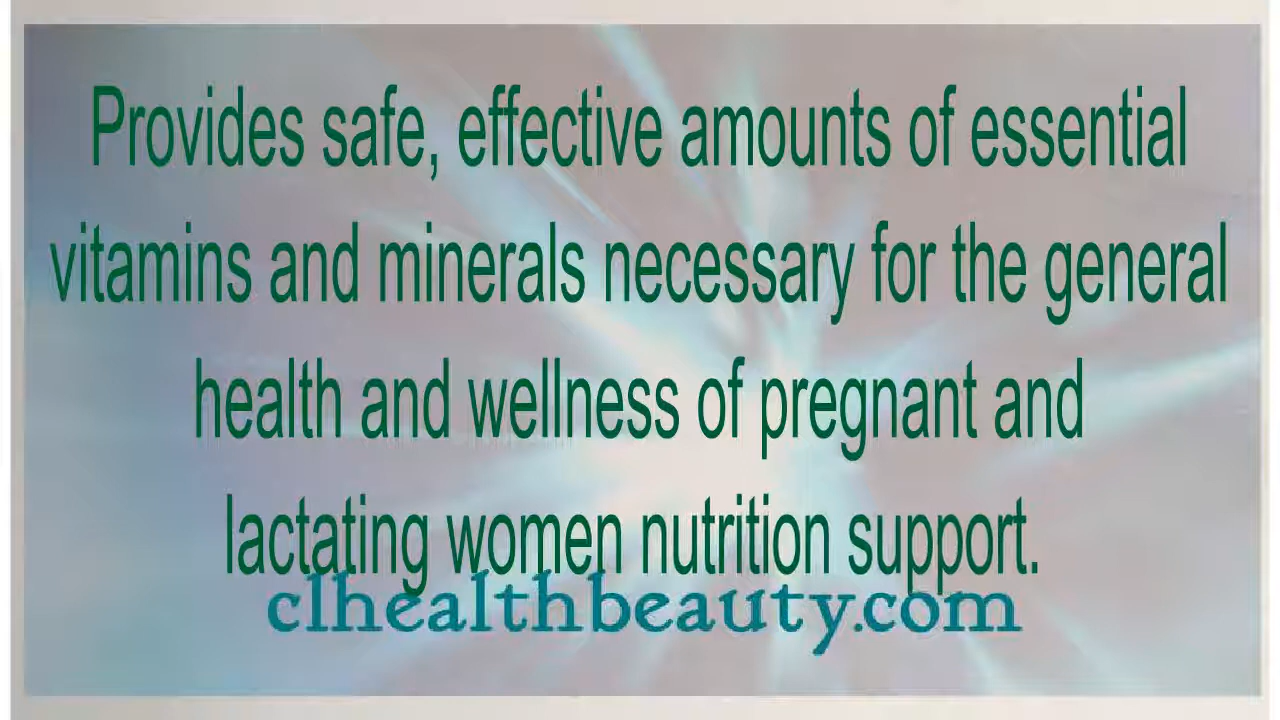 Provides safe, effective amounts of essential
vitamins and minerals necessary for the general
health and wellness of pregnant and
lactating women nutrition support.
clhealthbeauty.com